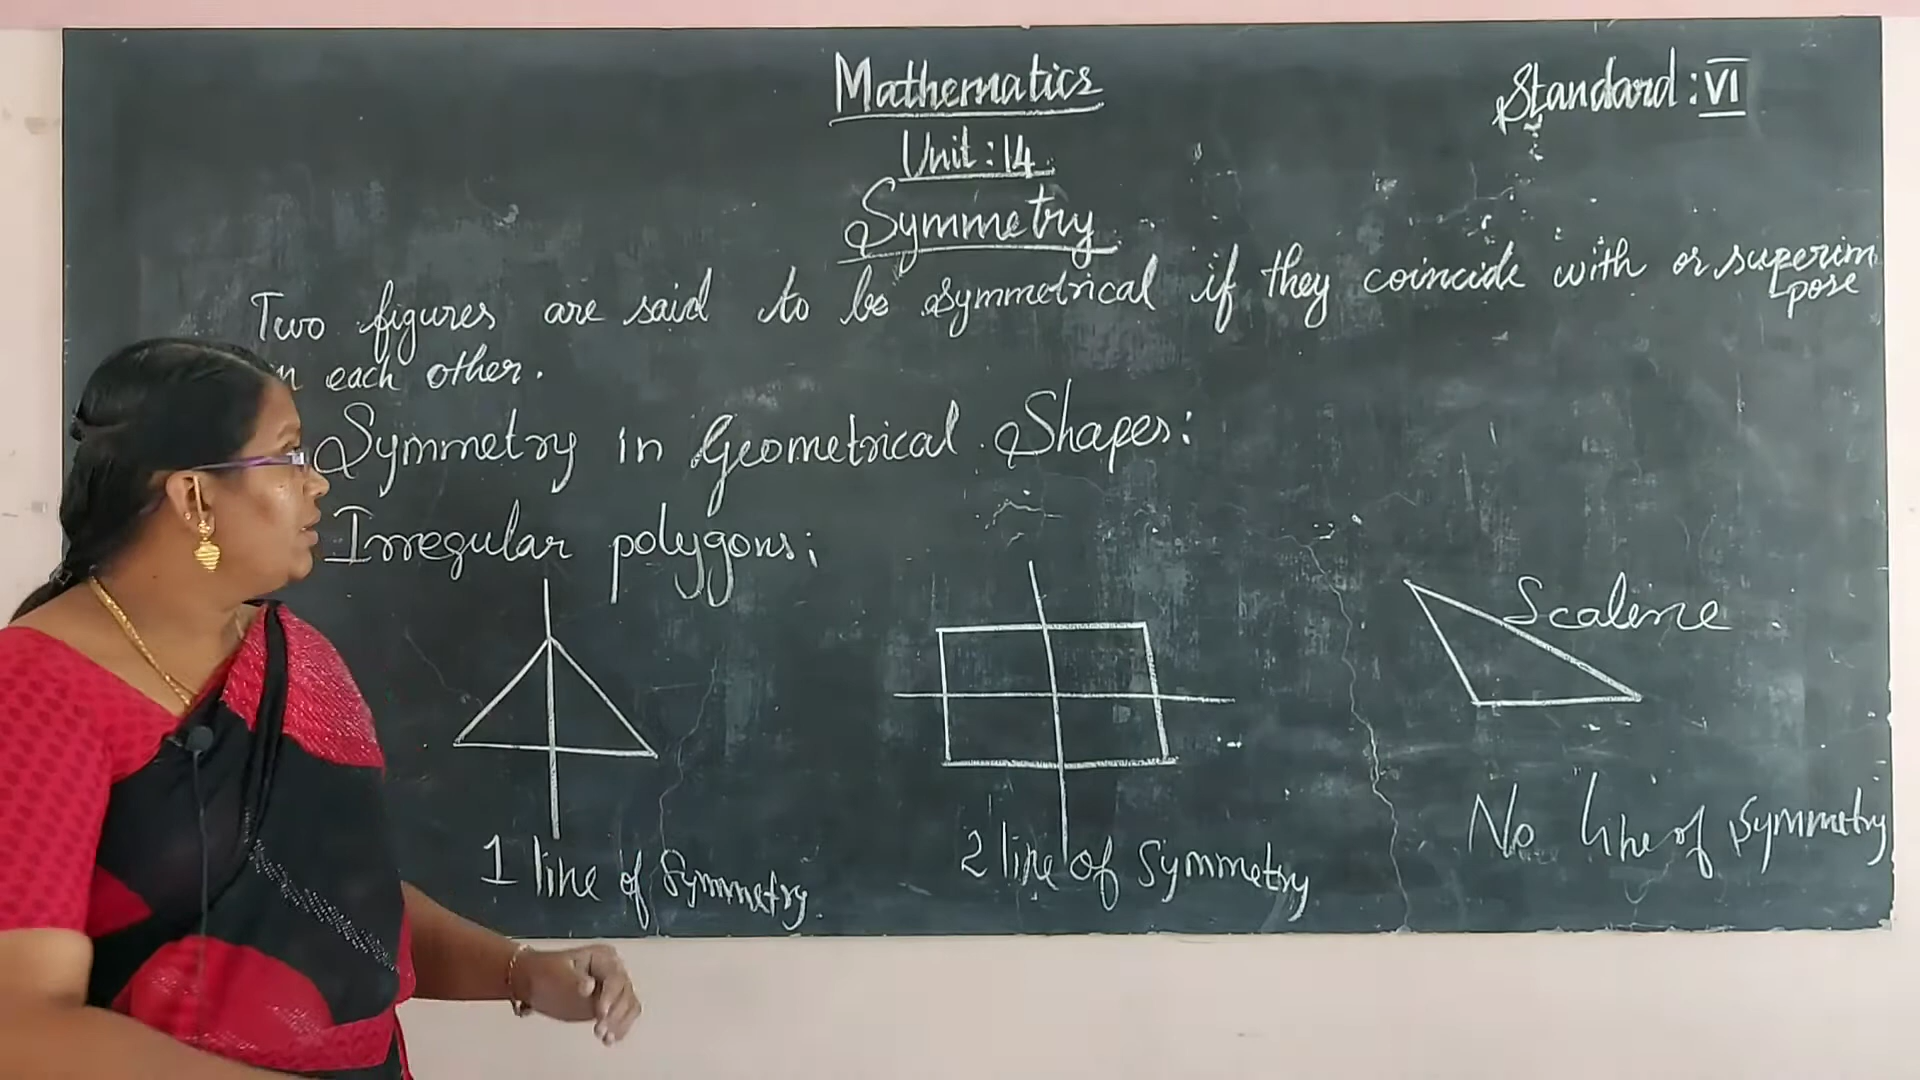 Mathematics
Standard : VI
Unit : 14
Symmetry
Two figures are said to be symmetrical if they coincide with or superim
pose
each other.
Symmetry in Geometrical Shapes:
Irregular polygons;
Scalene
1 line of Symmetry.
2 line of Symmetry
No line of Symmetry